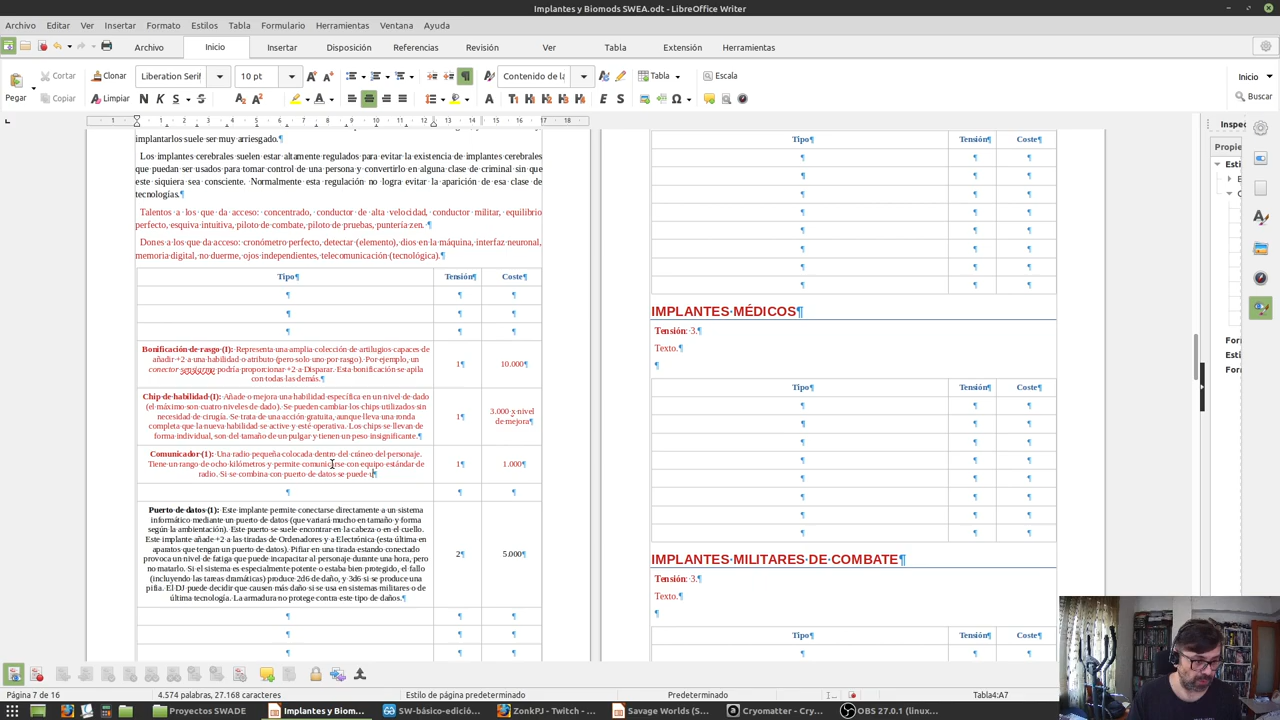 Implantes y Biomods SWEA.odt - LibreOffice Writer
Archivo Editar Ver Insertar Formato Estilos Tabla Formulario Herramientas Ventana Ayuda
Archivo Inicio Insertar Disposición Referencias Revisión Ver Tabla Extensión Herramientas
Pegar Cortar Copiar Clonar Limpiar Liberation Serif 10 pt Contenido de la Tabla Escala Inicio Buscar
implantarlos suele ser muy arriesgado.¶
Los implantes cerebrales suelen estar altamente regulados para evitar la existencia de implantes cerebrales
que puedan ser usados para tomar control de una persona y convertirlo en alguna clase de criminal sin que
este siquiera sea consciente. Normalmente esta regulación no logra evitar la aparición de esa clase de
tecnologías.¶
Talentos a los que da acceso: concentrado, conductor de alta velocidad, conductor militar, equilibrio
perfecto, esquiva intuitiva, piloto de combate, piloto de pruebas, puntería zen. ¶
Dones a los que da acceso: cronómetro perfecto, detectar (elemento), dios en la máquina, interfaz neuronal,
memoria digital, no duerme, ojos independientes, telecomunicación (tecnológica).¶
Tipo¶ Tensión¶ Coste¶
Bonificación de rasgo (1): Representa una amplia colección de artilugios capaces de
añadir +2 a una habilidad o atributo (pero solo uno por rasgo). Por ejemplo, un
conector sensiarma podría proporcionar +2 a Disparar. Esta bonificación se apila
con todas las demás.¶
1¶ 10.000¶
Chip de habilidad (1): Añade o mejora una habilidad específica en un nivel de dado
(el máximo son cuatro niveles de dado). Se pueden cambiar los chips utilizados sin
necesidad de cirugía. Se trata de una acción gratuita, aunque lleva una ronda
completa que la nueva habilidad se active y esté operativa. Los chips se llevan de
forma individual, son del tamaño de un pulgar y tienen un peso insignificante.¶
1¶ 3.000 x nivel
de mejora¶
Comunicador (1): Una radio pequeña colocada dentro del cráneo del personaje.
Tiene un rango de ocho kilómetros y permite comunicarse con equipo estándar de
radio. Si se combina con puerto de datos se puede u¶
1¶ 1.000¶
Puerto de datos (1): Este implante permite conectarse directamente a un sistema
informático mediante un puerto de datos (que variará mucho en tamaño y forma
según la ambientación). Este puerto se suele encontrar en la cabeza o en el cuello.
Este implante añade +2 a las tiradas de Ordenadores y a Electrónica (esta última en
aparatos que tengan un puerto de datos). Pifiar en una tirada estando conectado
provoca un nivel de fatiga que puede incapacitar al personaje durante una hora, pero
no matarlo. Si el sistema es especialmente potente o estaba bien protegido, el fallo
(incluyendo las tareas dramáticas) produce 2d6 de daño, y 3d6 si se produce una
pifia. El DJ puede decidir que causen más daño si se usa en sistemas militares o de
última tecnología. La armadura no protege contra este tipo de daños.¶
2¶ 5.000¶
Tipo¶ Tensión¶ Coste¶
IMPLANTES MÉDICOS¶
Tensión: 3.¶
Texto.¶
Tipo¶ Tensión¶ Coste¶
IMPLANTES MILITARES DE COMBATE¶
Tensión: 3.¶
Texto.¶
Tipo¶ Tensión¶ Coste¶
Página 7 de 16 4.574 palabras, 27.168 caracteres Estilo de página predeterminado Predeterminado Tabla4:A7
Proyectos SWADE Implantes y Biom... SW-básico-edició... ZonkPJ - Twitch - ... Savage Worlds (S... Cryomatter - Cry... OBS 27.0.1 (linu...